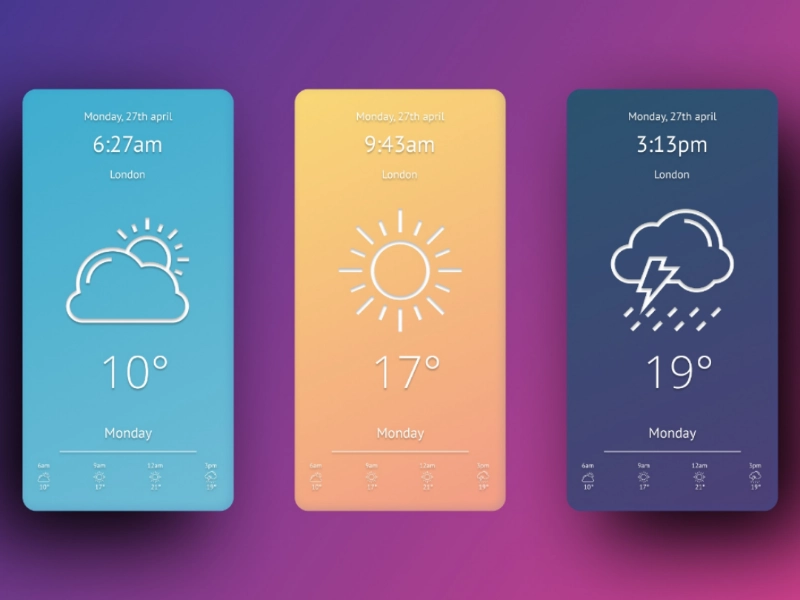 Monday, 27th april
6:27am
London
10°
Monday
6am 9am 12am 3pm
10° 17° 21° 19°
Monday, 27th april
9:43am
London
17°
Monday
6am 9am 12am 3pm
10° 17° 21° 19°
Monday, 27th april
3:13pm
London
19°
Monday
6am 9am 12am 3pm
10° 17° 21° 19°